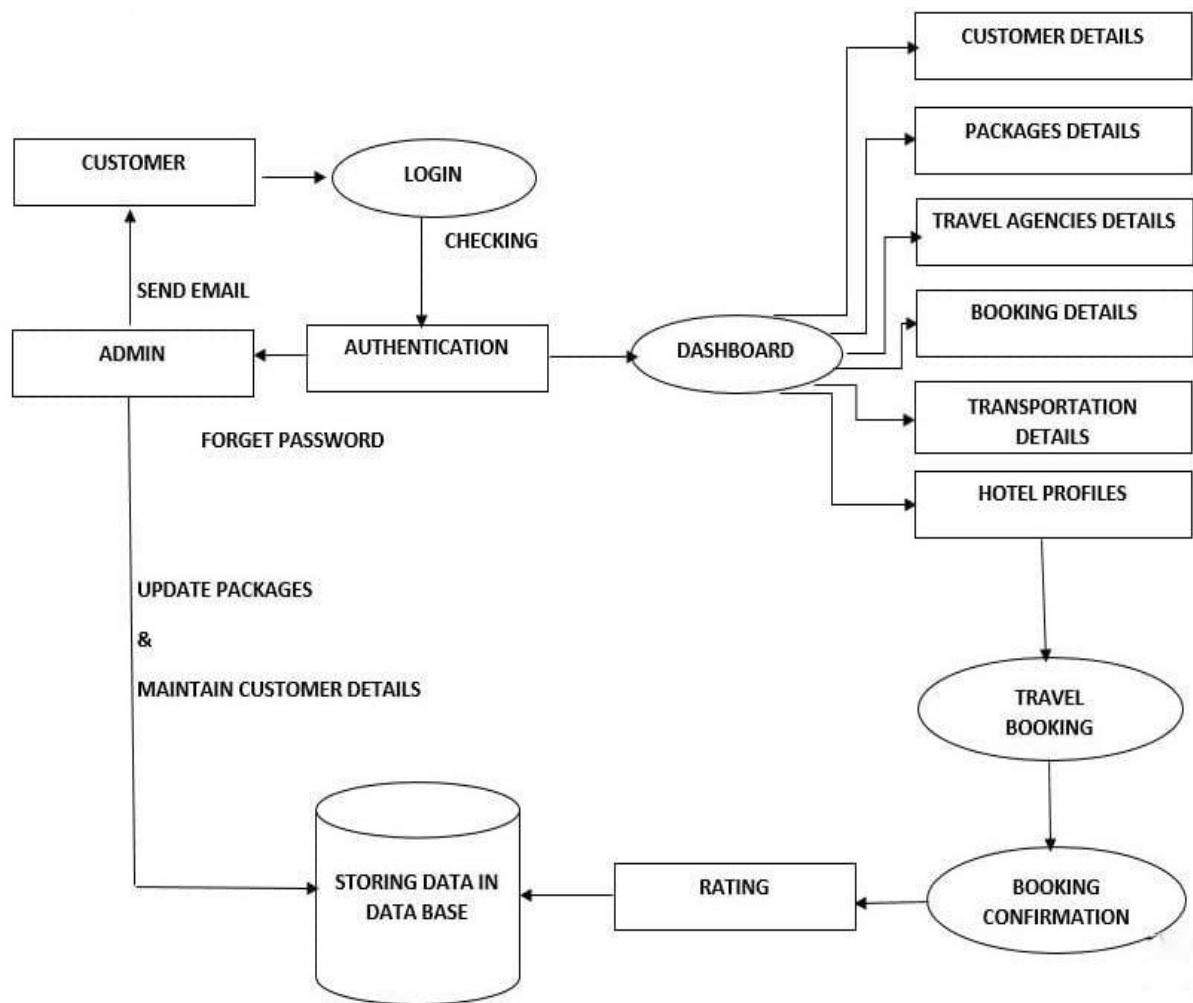 CUSTOMER DETAILS
PACKAGES DETAILS
CUSTOMER
LOGIN
TRAVEL AGENCIES DETAILS
CHECKING
SEND EMAIL
BOOKING DETAILS
ADMIN
AUTHENTICATION
DASHBOARD
TRANSPORTATION
DETAILS
FORGET PASSWORD
HOTEL PROFILES
UPDATE PACKAGES
&
MAINTAIN CUSTOMER DETAILS
TRAVEL
BOOKING
STORING DATA IN
DATA BASE
RATING
BOOKING
CONFIRMATION